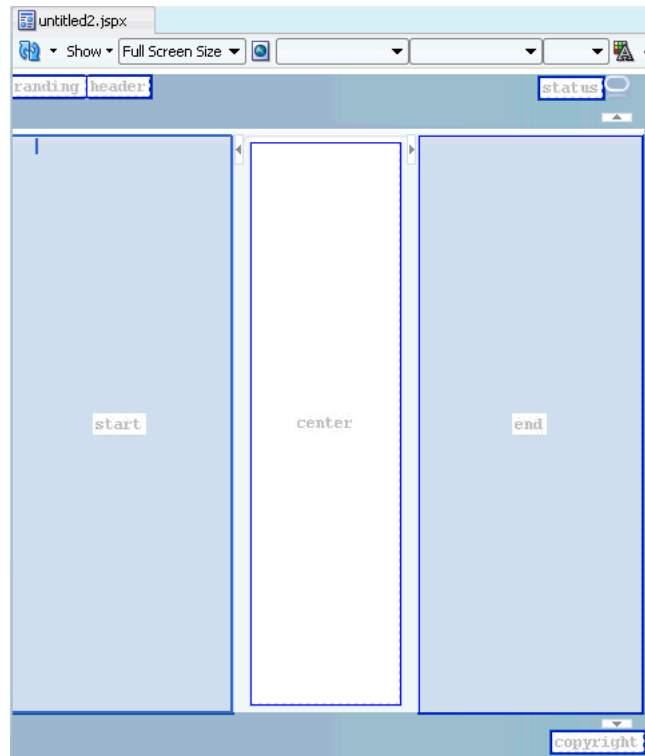 untitled2.jspx
Show Full Screen Size
randing header status
start center end
copyright